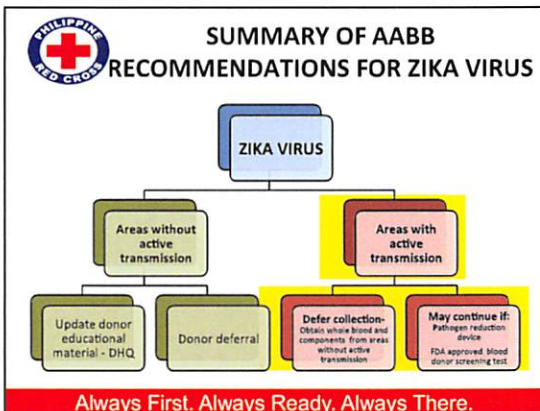 PHILIPPINE
RED CROSS
SUMMARY OF AABB
RECOMMENDATIONS FOR ZIKA VIRUS
ZIKA VIRUS
Areas without
active
transmission
Areas with
active
transmission
Update donor
educational
material - DHQ
Donor deferral
Defer collection-
Obtain whole blood and
components from areas
without active
transmission
May continue if:
Pathogen reduction
device
FDA approved blood
donor screening test
Always First. Always Ready. Always There.